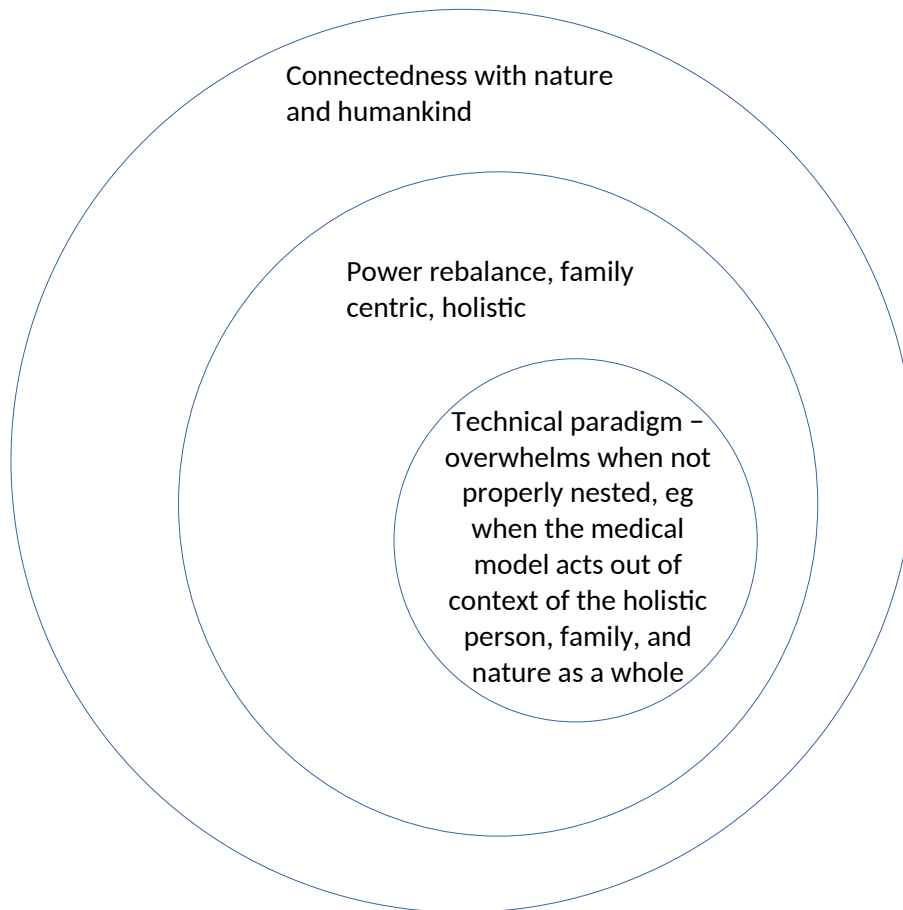 Connectedness with nature
and humankind
Power rebalance, family
centric, holistic
Technical paradigm –
overwhelms when not
properly nested, eg
when the medical
model acts out of
context of the holistic
person, family, and
nature as a whole